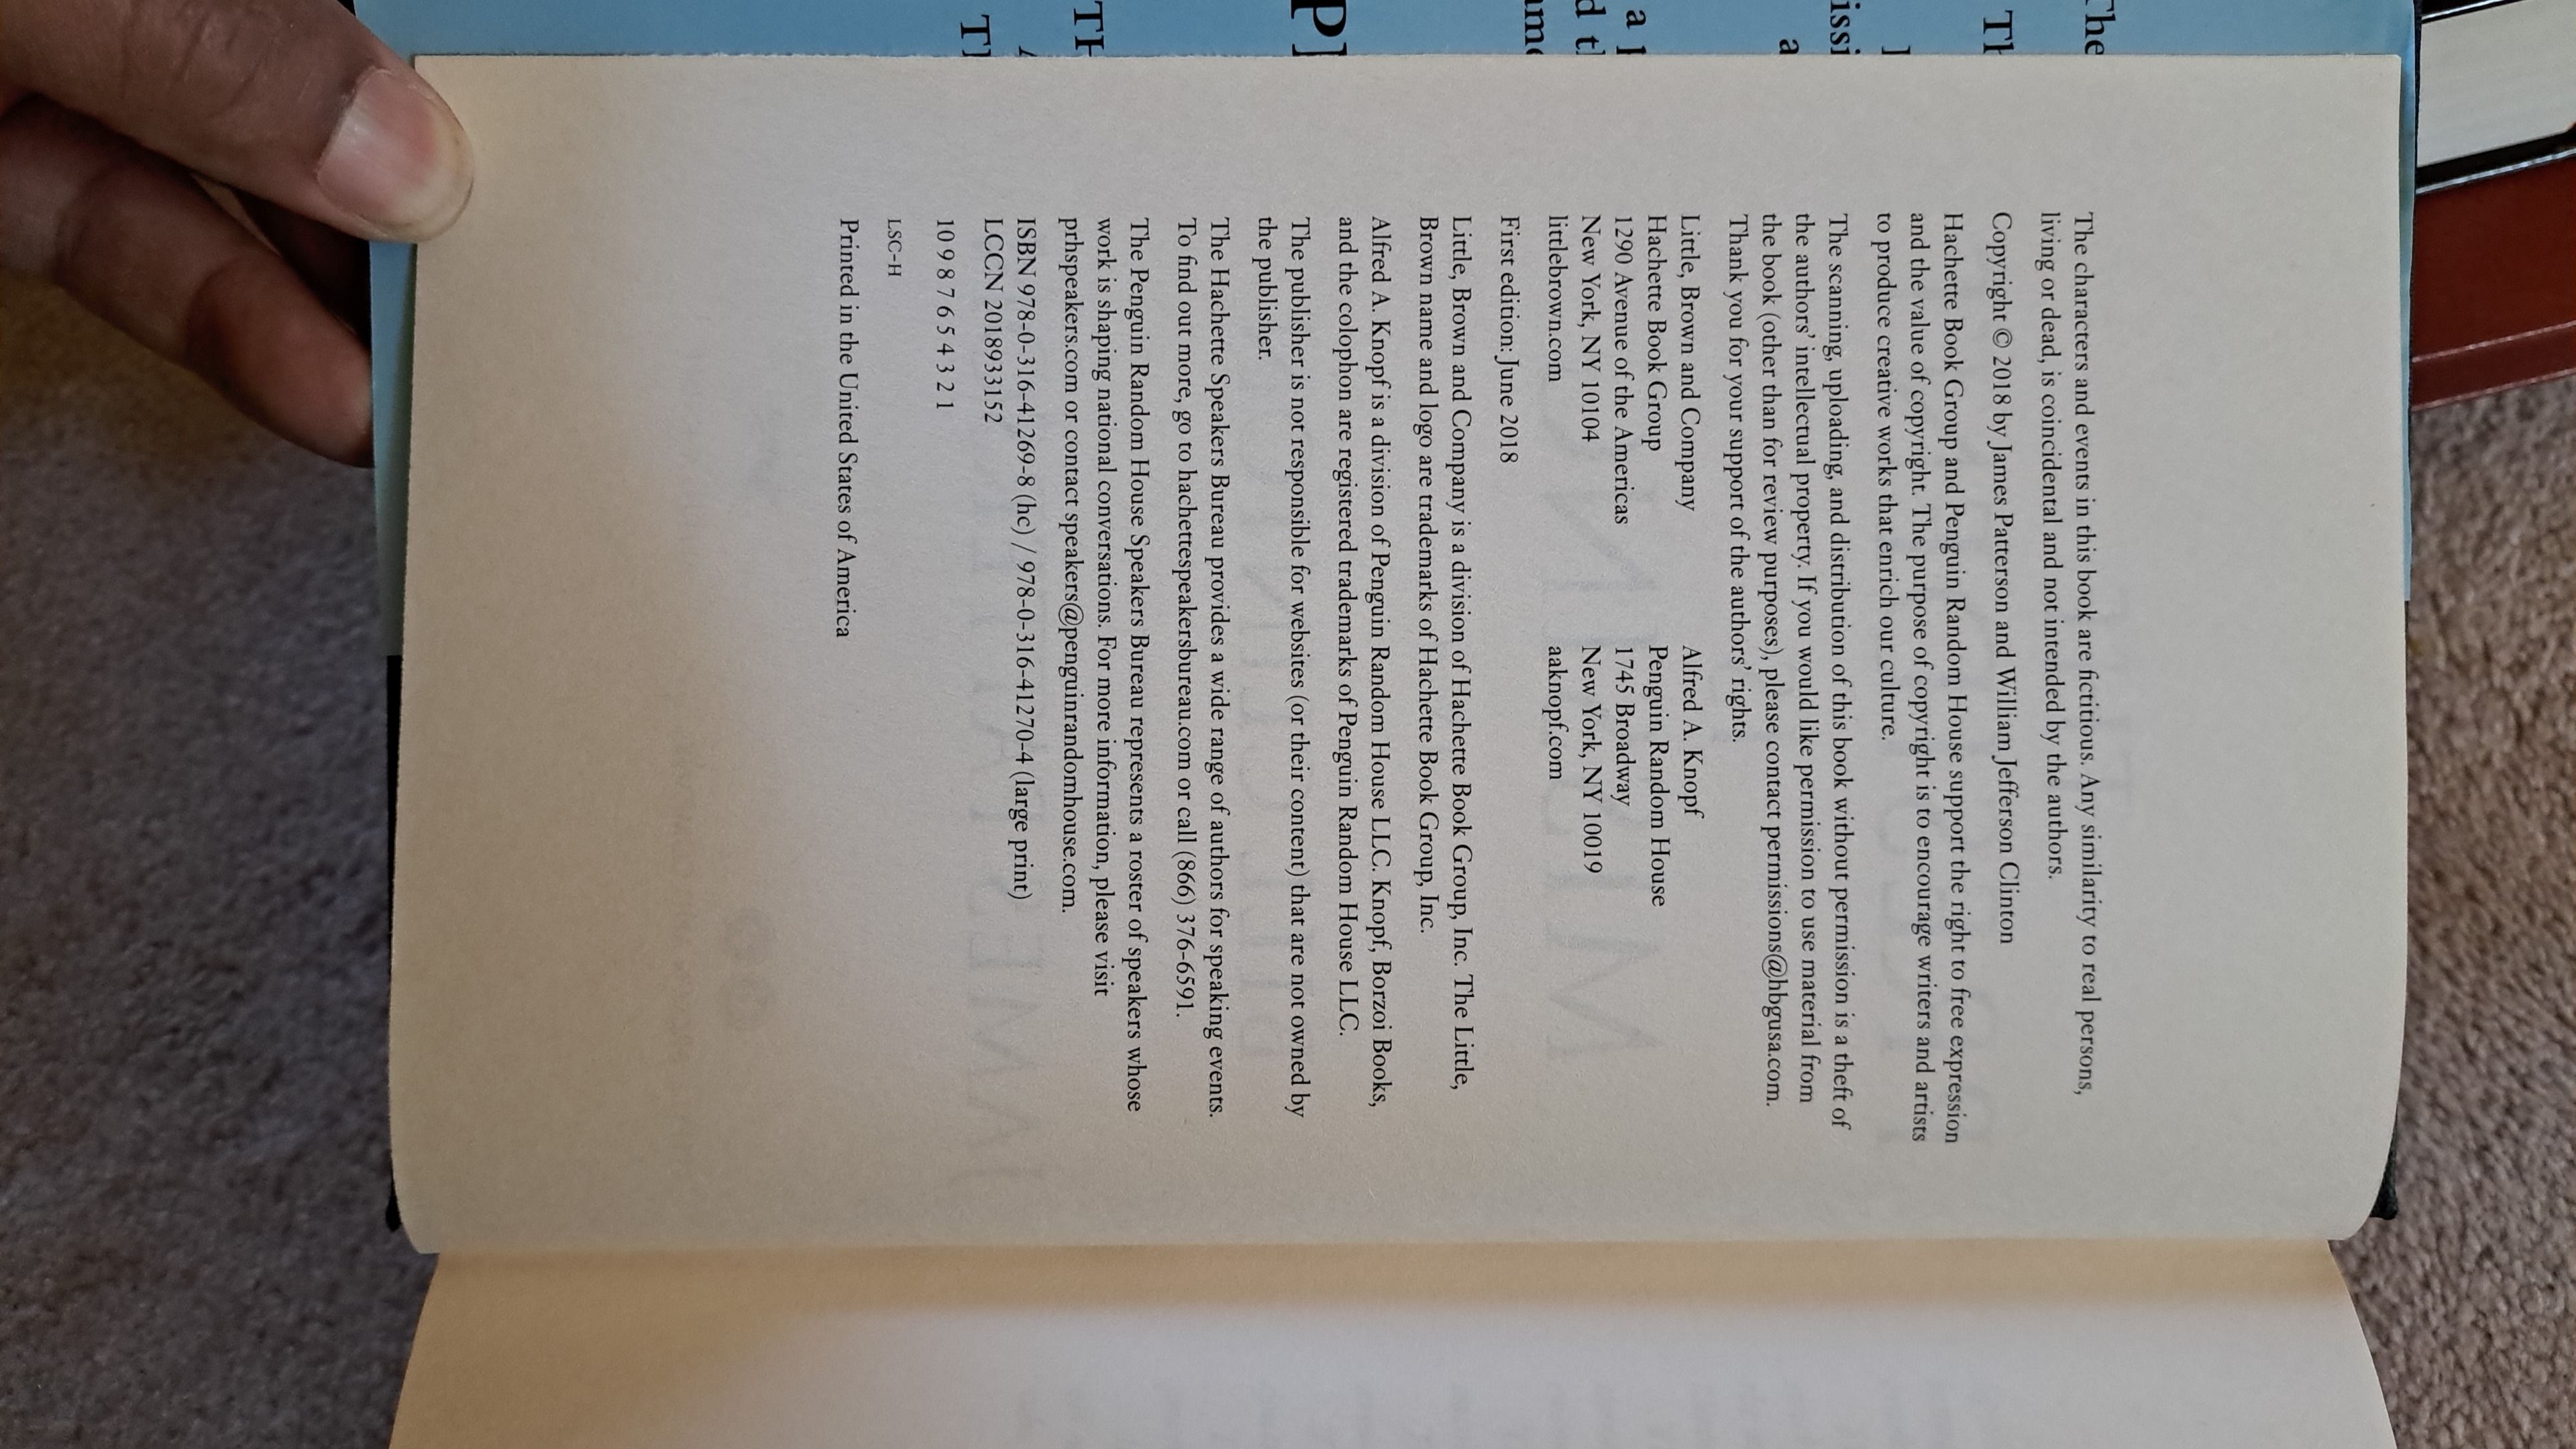 The characters and events in this book are fictitious. Any similarity to real persons,
living or dead, is coincidental and not intended by the authors.
Copyright © 2018 by James Patterson and William Jefferson Clinton
Hachette Book Group and Penguin Random House support the right to free expression
and the value of copyright. The purpose of copyright is to encourage writers and artists
to produce creative works that enrich our culture.
The scanning, uploading, and distribution of this book without permission is a theft of
the authors' intellectual property. If you would like permission to use material from
the book (other than for review purposes), please contact permissions@hbgusa.com.
Thank you for your support of the authors' rights.
Little, Brown and Company
Hachette Book Group
1290 Avenue of the Americas
New York, NY 10104
littlebrown.com
Alfred A. Knopf
Penguin Random House
1745 Broadway
New York, NY 10019
aaknopf.com
First edition: June 2018
Little, Brown and Company is a division of Hachette Book Group, Inc. The Little,
Brown name and logo are trademarks of Hachette Book Group, Inc.
Alfred A. Knopf is a division of Penguin Random House LLC. Knopf, Borzoi Books,
and the colophon are registered trademarks of Penguin Random House LLC.
The publisher is not responsible for websites (or their content) that are not owned by
the publisher.
The Hachette Speakers Bureau provides a wide range of authors for speaking events.
To find out more, go to hachettespeakersbureau.com or call (866) 376-6591.
The Penguin Random House Speakers Bureau represents a roster of speakers whose
work is shaping national conversations. For more information, please visit
prhspeakers.com or contact speakers@penguinrandomhouse.com.
ISBN 978-0-316-41269-8 (hc) / 978-0-316-41270-4 (large print)
LCCN 2018933152
10 9 8 7 6 5 4 3 2 1
LSC-H
Printed in the United States of America